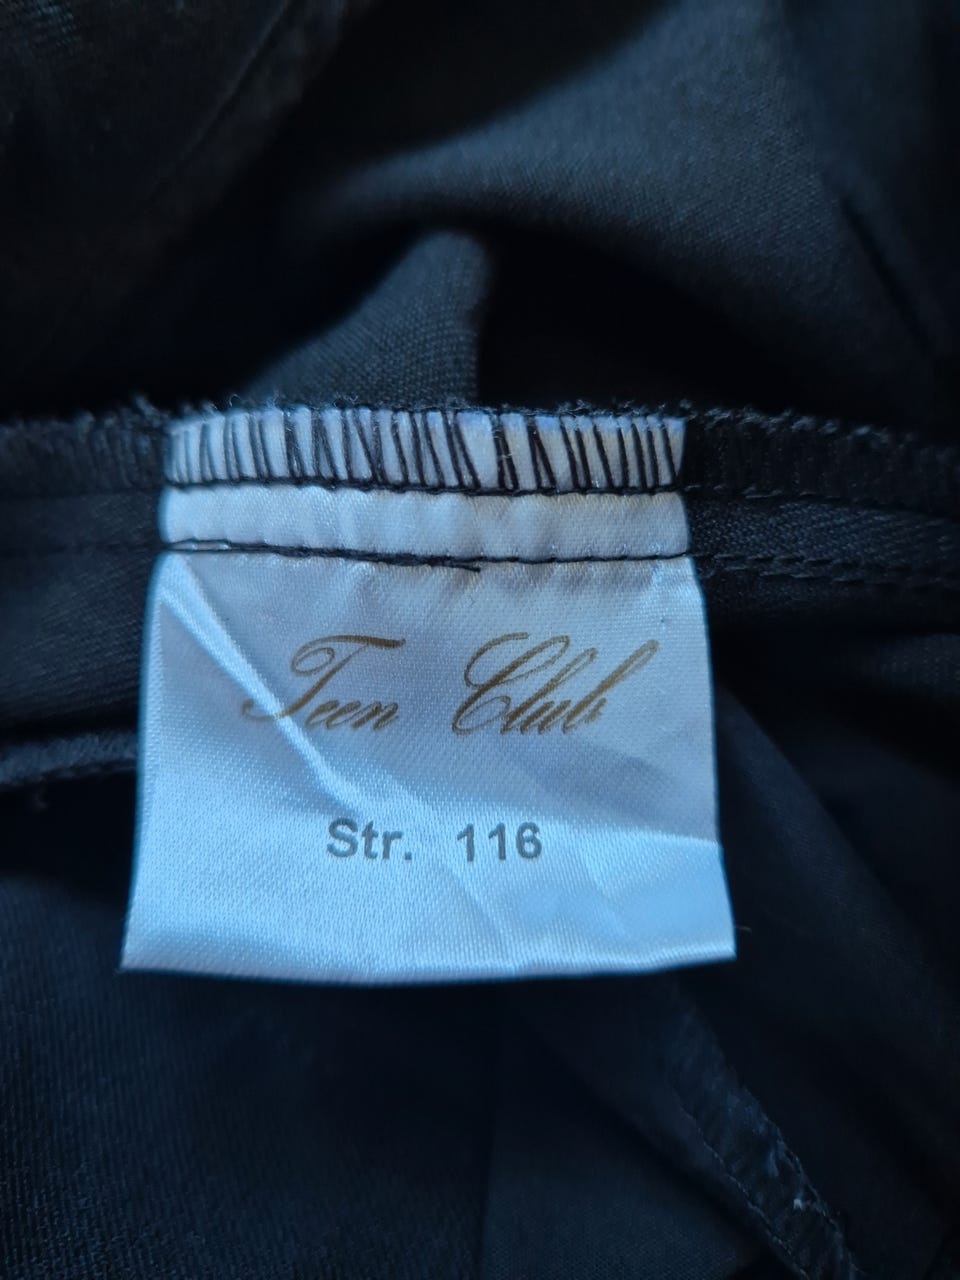 Teen Club
Str. 116